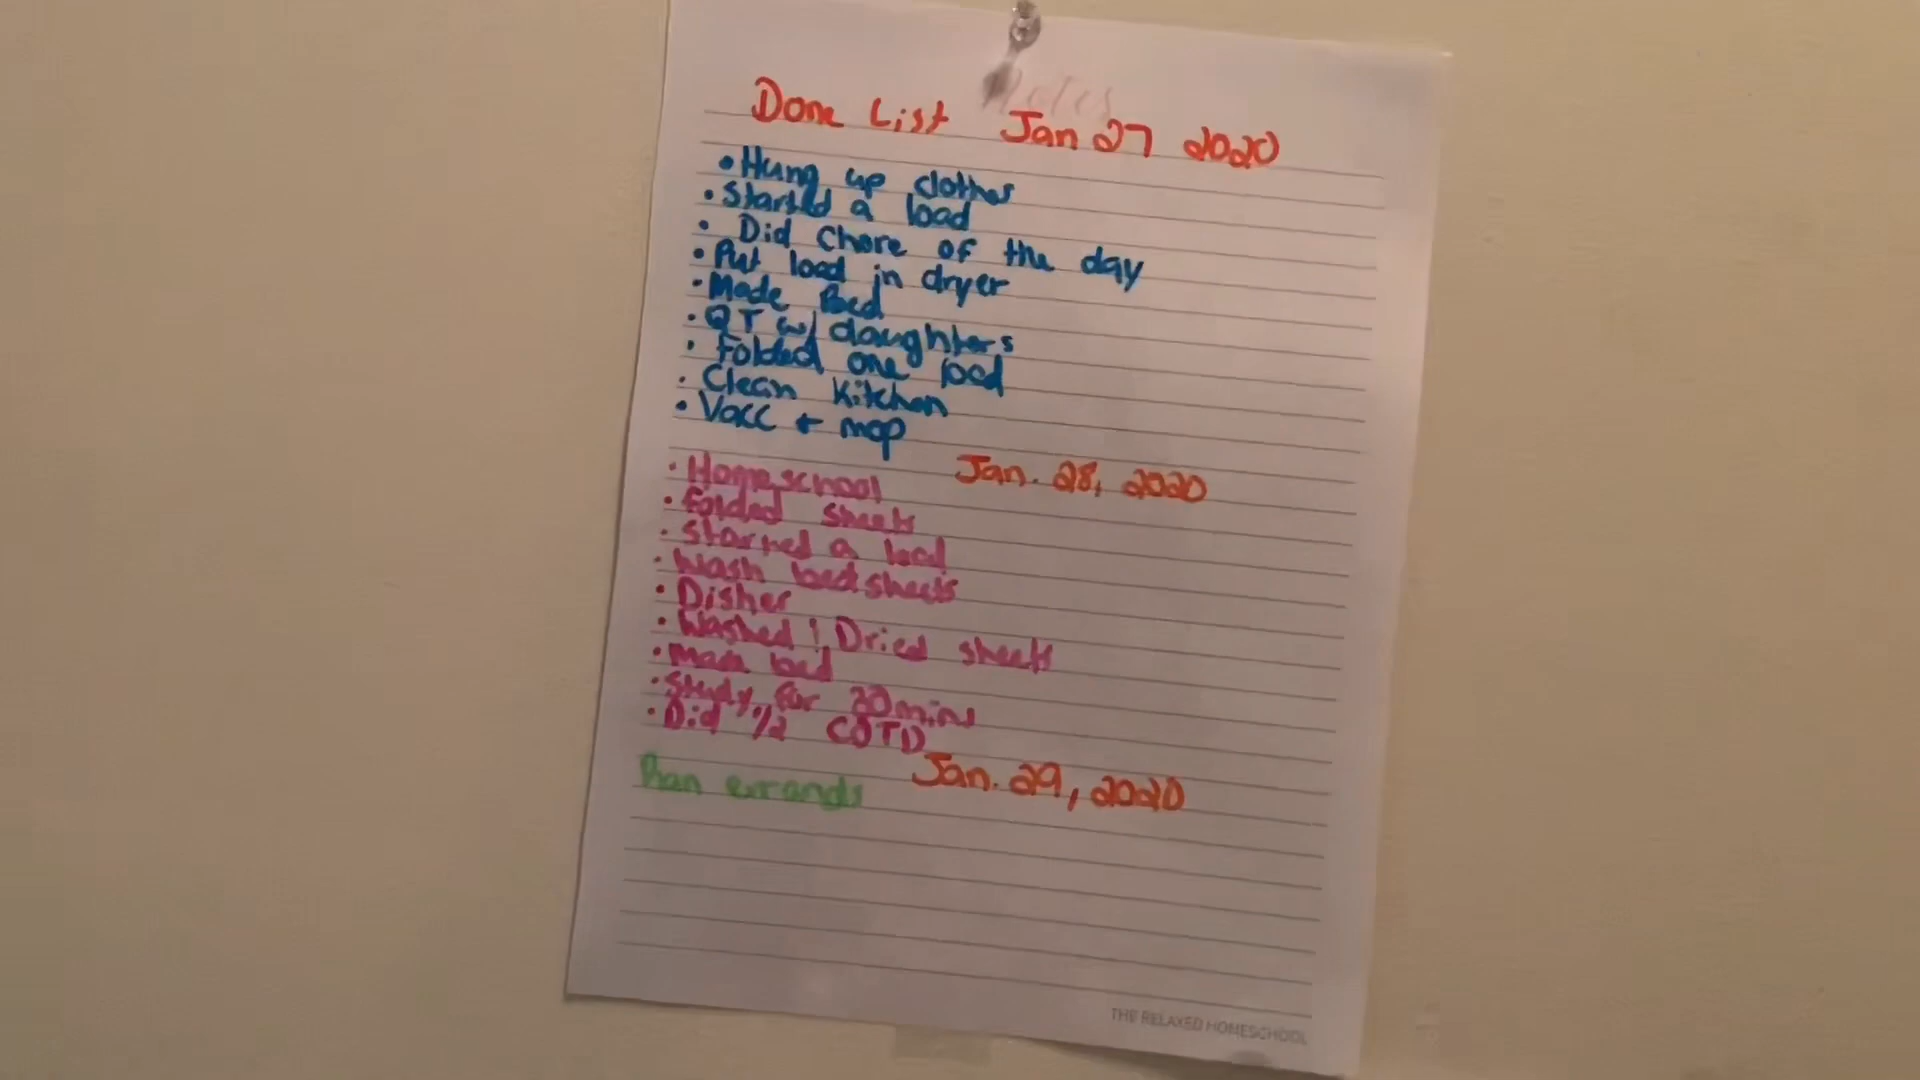 Notes
Done List Jan 27 2020
• Hung up clothes
• Started a load
• Did Chore of the day
• Put load in dryer
• Made Bed
• QT w/ daughters
• Folded one load
• Clean Kitchen
• Vacc + mop
Jan. 28, 2020
• Homeschool
• Folded Sheets
• Started a load
• Wash bedsheets
• Dishes
• Washed ! Dried sheets
• Made bed
• Study for 20 mins
• Did 1/2 COTD
Jan. 29, 2020
Ran errands
THE RELAXED HOMESCHOOL